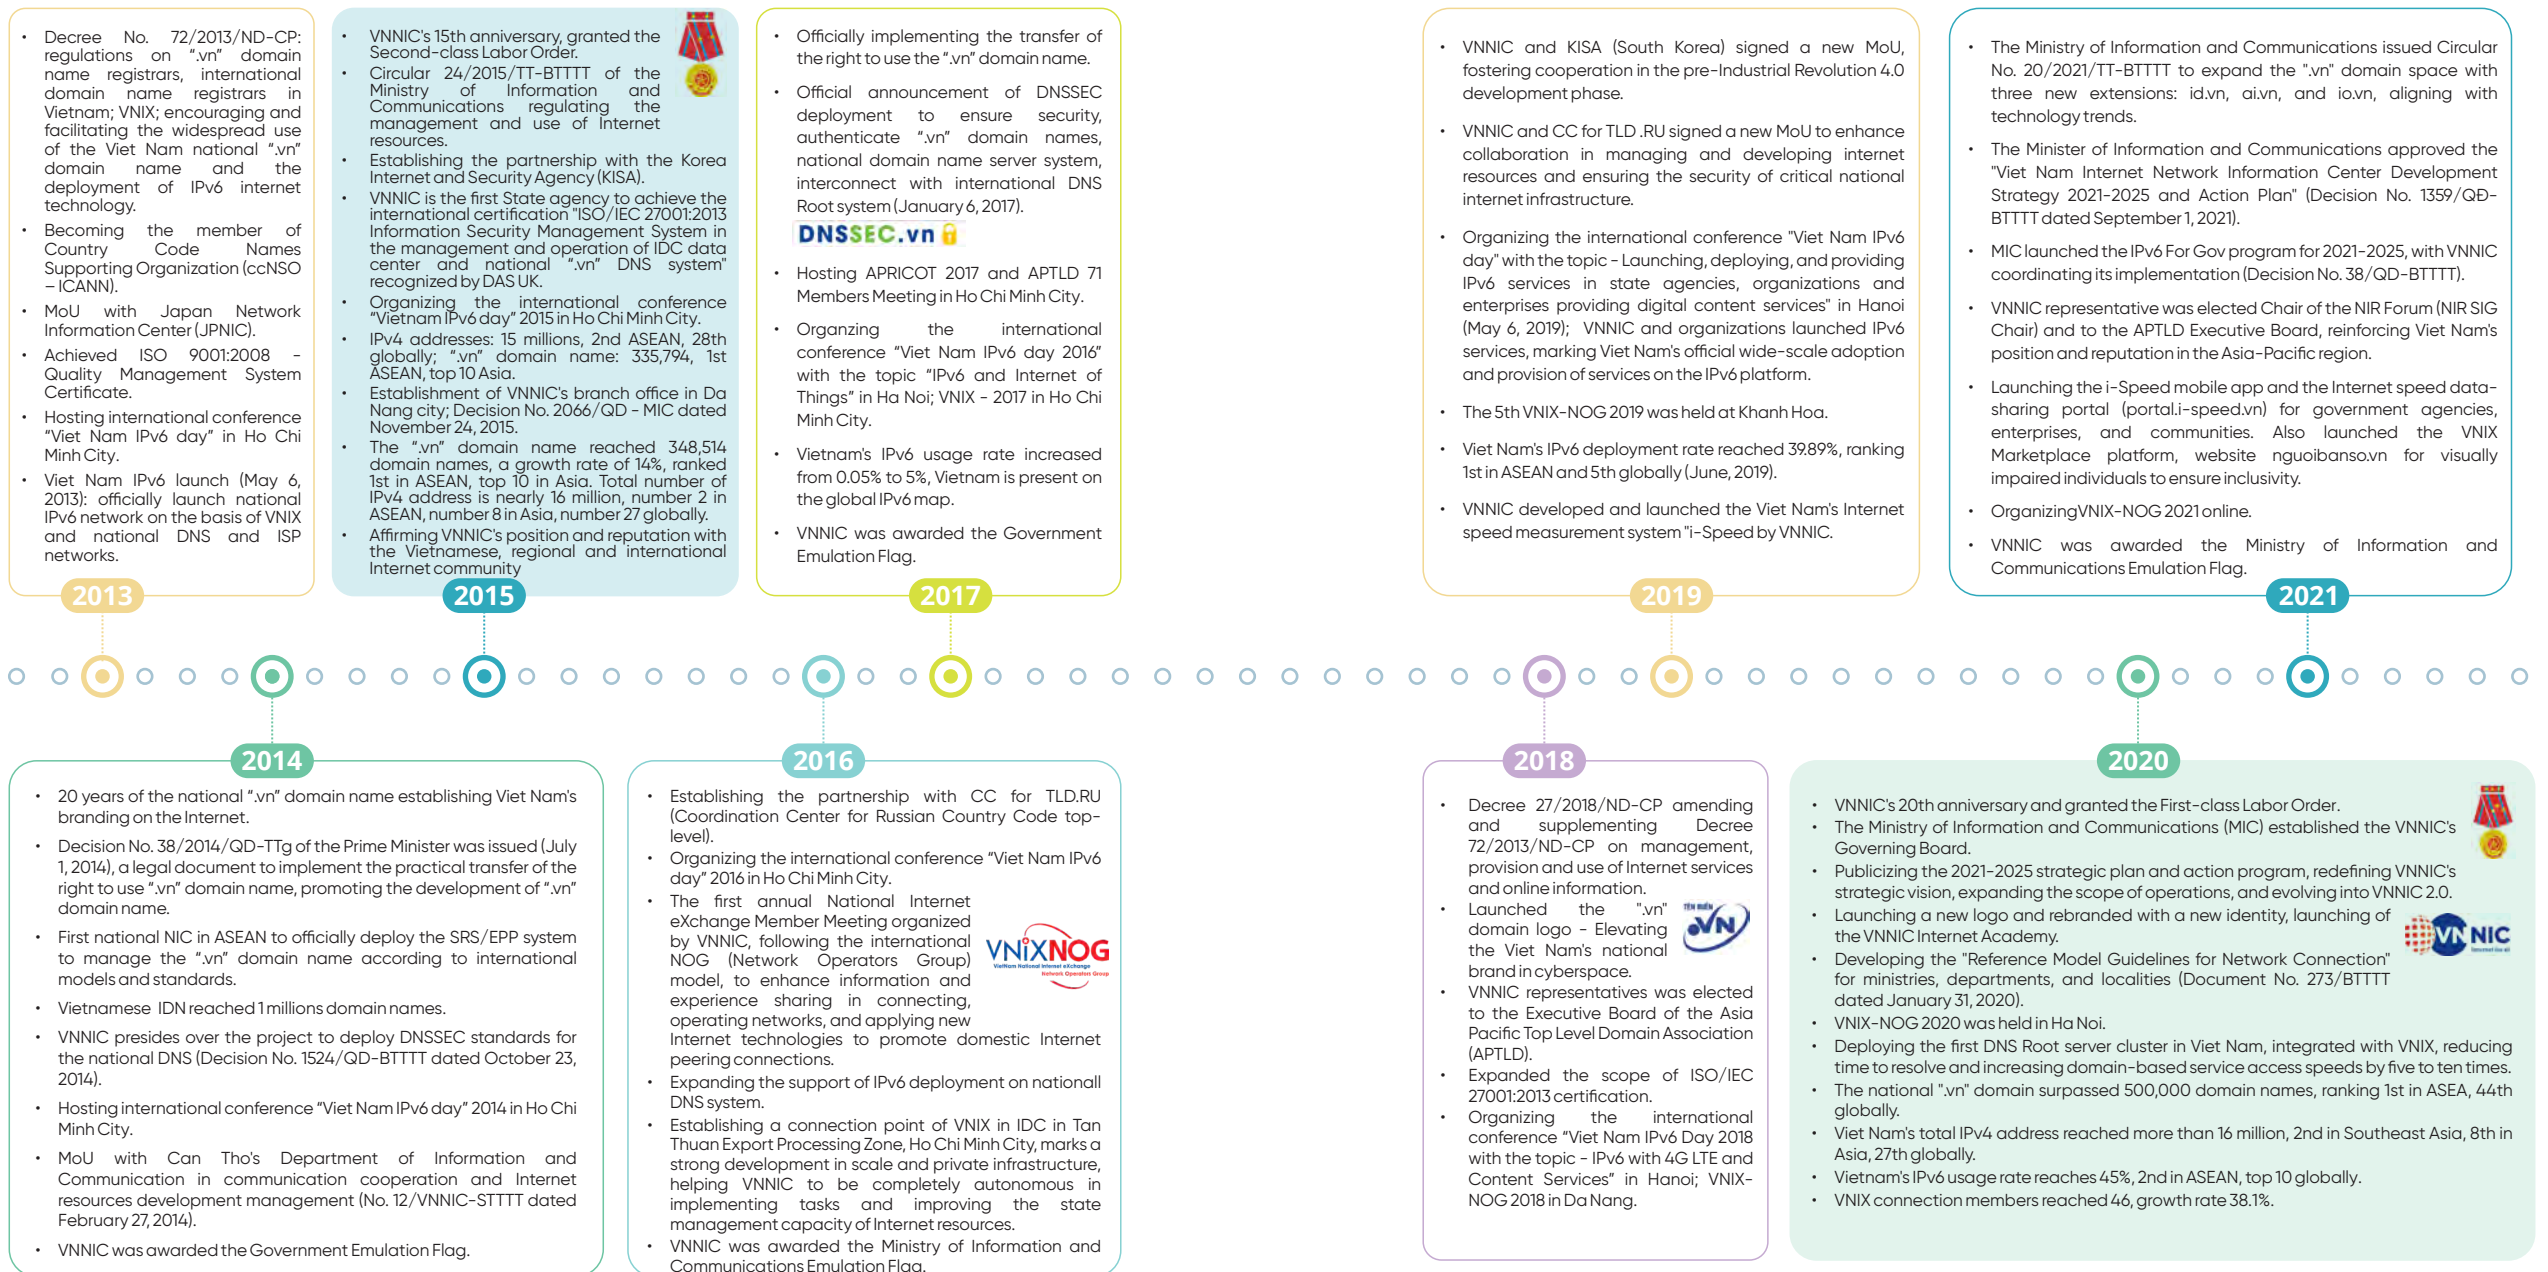 • Decree No. 72/2013/ND-CP:
regulations on “.vn” domain
name registrars, international
domain name registrars in
Vietnam; VNIX; encouraging and
facilitating the widespread use
of the Viet Nam national “.vn”
domain name and the
deployment of IPv6 internet
technology.
• Becoming the member of
Country Code Names
Supporting Organization (ccNSO
– ICANN).
• MoU with Japan Network
Information Center (JPNIC).
• Achieved ISO 9001:2008 -
Quality Management System
Certificate.
• Hosting international conference
“Viet Nam IPv6 day” in Ho Chi
Minh City.
• Viet Nam IPv6 launch (May 6,
2013): officially launch national
IPv6 network on the basis of VNIX
and national DNS and ISP
networks.
2013
• VNNIC's 15th anniversary, granted the
Second-class Labor Order.
• Circular 24/2015/TT-BTTTT of the
Ministry of Information and
Communications regulating the
management and use of Internet
resources.
• Establishing the partnership with the Korea
Internet and Security Agency (KISA).
• VNNIC is the first State agency to achieve the
international certification "ISO/IEC 27001:2013
Information Security Management System in
the management and operation of IDC data
center and national “.vn” DNS system"
recognized by DAS UK.
• Organizing the international conference
“Vietnam IPv6 day” 2015 in Ho Chi Minh City.
• IPv4 addresses: 15 millions, 2nd ASEAN, 28th
globally; “.vn” domain name: 335,794, 1st
ASEAN, top 10 Asia.
• Establishment of VNNIC's branch office in Da
Nang city; Decision No. 2066/QD - MIC dated
November 24, 2015.
• The “.vn” domain name reached 348,514
domain names, a growth rate of 14%, ranked
1st in ASEAN, top 10 in Asia. Total number of
IPv4 address is nearly 16 million, number 2 in
ASEAN, number 8 in Asia, number 27 globally.
• Affirming VNNIC's position and reputation with
the Vietnamese, regional and international
Internet community
2015
• Officially implementing the transfer of
the right to use the “.vn” domain name.
• Official announcement of DNSSEC
deployment to ensure security,
authenticate “.vn” domain names,
national domain name server system,
interconnect with international DNS
Root system (January 6, 2017).
DNSSEC.vn
• Hosting APRICOT 2017 and APTLD 71
Members Meeting in Ho Chi Minh City.
• Organzing the international
conference “Viet Nam IPv6 day 2016”
with the topic “IPv6 and Internet of
Things” in Ha Noi; VNIX - 2017 in Ho Chi
Minh City.
• Vietnam's IPv6 usage rate increased
from 0.05% to 5%, Vietnam is present on
the global IPv6 map.
• VNNIC was awarded the Government
Emulation Flag.
2017
• VNNIC and KISA (South Korea) signed a new MoU,
fostering cooperation in the pre-Industrial Revolution 4.0
development phase.
• VNNIC and CC for TLD .RU signed a new MoU to enhance
collaboration in managing and developing internet
resources and ensuring the security of critical national
internet infrastructure.
• Organizing the international conference "Viet Nam IPv6
day" with the topic - Launching, deploying, and providing
IPv6 services in state agencies, organizations and
enterprises providing digital content services" in Hanoi
(May 6, 2019); VNNIC and organizations launched IPv6
services, marking Viet Nam's official wide-scale adoption
and provision of services on the IPv6 platform.
• The 5th VNIX-NOG 2019 was held at Khanh Hoa.
• Viet Nam's IPv6 deployment rate reached 39.89%, ranking
1st in ASEAN and 5th globally (June, 2019).
• VNNIC developed and launched the Viet Nam's Internet
speed measurement system "i-Speed by VNNIC.
2019
• The Ministry of Information and Communications issued Circular
No. 20/2021/TT-BTTTT to expand the ".vn" domain space with
three new extensions: id.vn, ai.vn, and io.vn, aligning with
technology trends.
• The Minister of Information and Communications approved the
"Viet Nam Internet Network Information Center Development
Strategy 2021-2025 and Action Plan" (Decision No. 1359/QĐ-
BTTTT dated September 1, 2021).
• MIC launched the IPv6 For Gov program for 2021-2025, with VNNIC
coordinating its implementation (Decision No. 38/QD-BTTTT).
• VNNIC representative was elected Chair of the NIR Forum (NIR SIG
Chair) and to the APTLD Executive Board, reinforcing Viet Nam's
position and reputation in the Asia-Pacific region.
• Launching the i-Speed mobile app and the Internet speed data-
sharing portal (portal.i-speed.vn) for government agencies,
enterprises, and communities. Also launched the VNIX
Marketplace platform, website nguoibanso.vn for visually
impaired individuals to ensure inclusivity.
• OrganizingVNIX-NOG 2021 online.
• VNNIC was awarded the Ministry of Information and
Communications Emulation Flag.
2021
2014
• 20 years of the national “.vn” domain name establishing Viet Nam's
branding on the Internet.
• Decision No. 38/2014/QD-TTg of the Prime Minister was issued (July
1, 2014), a legal document to implement the practical transfer of the
right to use “.vn” domain name, promoting the development of “.vn”
domain name.
• First national NIC in ASEAN to officially deploy the SRS/EPP system
to manage the “.vn” domain name according to international
models and standards.
• Vietnamese IDN reached 1 millions domain names.
• VNNIC presides over the project to deploy DNSSEC standards for
the national DNS (Decision No. 1524/QD-BTTTT dated October 23,
2014).
• Hosting international conference “Viet Nam IPv6 day” 2014 in Ho Chi
Minh City.
• MoU with Can Tho's Department of Information and
Communication in communication cooperation and Internet
resources development management (No. 12/VNNIC-STTTT dated
February 27, 2014).
• VNNIC was awarded the Government Emulation Flag.
2016
• Establishing the partnership with CC for TLD.RU
(Coordination Center for Russian Country Code top-
level).
• Organizing the international conference “Viet Nam IPv6
day” 2016 in Ho Chi Minh City.
• The first annual National Internet
eXchange Member Meeting organized
by VNNIC, following the international
NOG (Network Operators Group)
model, to enhance information and
experience sharing in connecting,
operating networks, and applying new
Internet technologies to promote domestic Internet
peering connections.
VNIXNOG
VietNam National Internet eXchange
Network Operators Group
• Expanding the support of IPv6 deployment on nationall
DNS system.
• Establishing a connection point of VNIX in IDC in Tan
Thuan Export Processing Zone, Ho Chi Minh City, marks a
strong development in scale and private infrastructure,
helping VNNIC to be completely autonomous in
implementing tasks and improving the state
management capacity of Internet resources.
• VNNIC was awarded the Ministry of Information and
Communications Emulation Flag.
2018
• Decree 27/2018/ND-CP amending
and supplementing Decree
72/2013/ND-CP on management,
provision and use of Internet services
and online information.
• Launched the ".vn"
domain logo - Elevating
the Viet Nam's national
brand in cyberspace.
TÊN MIỀN
.VN
• VNNIC representatives was elected
to the Executive Board of the Asia
Pacific Top Level Domain Association
(APTLD).
• Expanded the scope of ISO/IEC
27001:2013 certification.
• Organizing the international
conference “Viet Nam IPv6 Day 2018
with the topic - IPv6 with 4G LTE and
Content Services” in Hanoi; VNIX-
NOG 2018 in Da Nang.
2020
• VNNIC's 20th anniversary and granted the First-class Labor Order.
• The Ministry of Information and Communications (MIC) established the VNNIC's
Governing Board.
• Publicizing the 2021-2025 strategic plan and action program, redefining VNNIC's
strategic vision, expanding the scope of operations, and evolving into VNNIC 2.0.
• Launching a new logo and rebranded with a new identity, launching of
the VNNIC Internet Academy.
VNNIC
• Developing the "Reference Model Guidelines for Network Connection"
for ministries, departments, and localities (Document No. 273/BTTTT
dated January 31, 2020).
• VNIX-NOG 2020 was held in Ha Noi.
• Deploying the first DNS Root server cluster in Viet Nam, integrated with VNIX, reducing
time to resolve and increasing domain-based service access speeds by five to ten times.
• The national ".vn" domain surpassed 500,000 domain names, ranking 1st in ASEA, 44th
globally.
• Viet Nam's total IPv4 address reached more than 16 million, 2nd in Southeast Asia, 8th in
Asia, 27th globally.
• Vietnam's IPv6 usage rate reaches 45%, 2nd in ASEAN, top 10 globally.
• VNIX connection members reached 46, growth rate 38.1%.